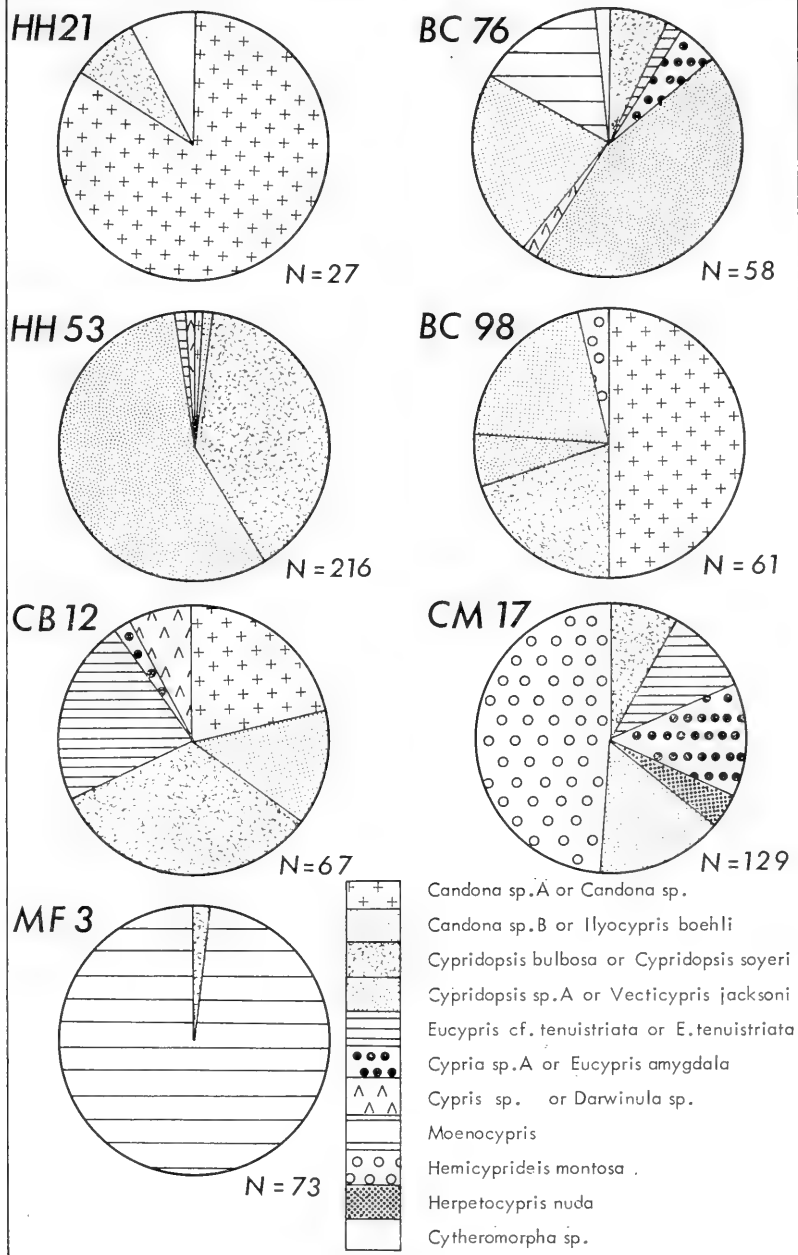 HH21
N=27
BC 76
N=58
HH 53
N=216
BC 98
N=61
CB 12
N=67
CM 17
N=129
MF 3
N=73
Candona sp.A or Candona sp.
Candona sp.B or Ilyocypris boehli
Cypridopsis bulbosa or Cypridopsis soyeri
Cypridopsis sp.A or Vecticypris jacksoni
Eucypris cf. tenuistriata or E.tenuistriata
Cypria sp.A or Eucypris amygdala
Cypris sp. or Darwinula sp.
Moenocypris
Hemicyprideis montosa .
Herpetocypris nuda
Cytheromorpha sp.